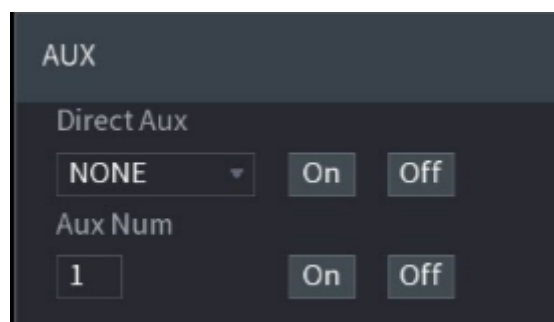 AUX
Direct Aux
NONE On Off
Aux Num
1 On Off